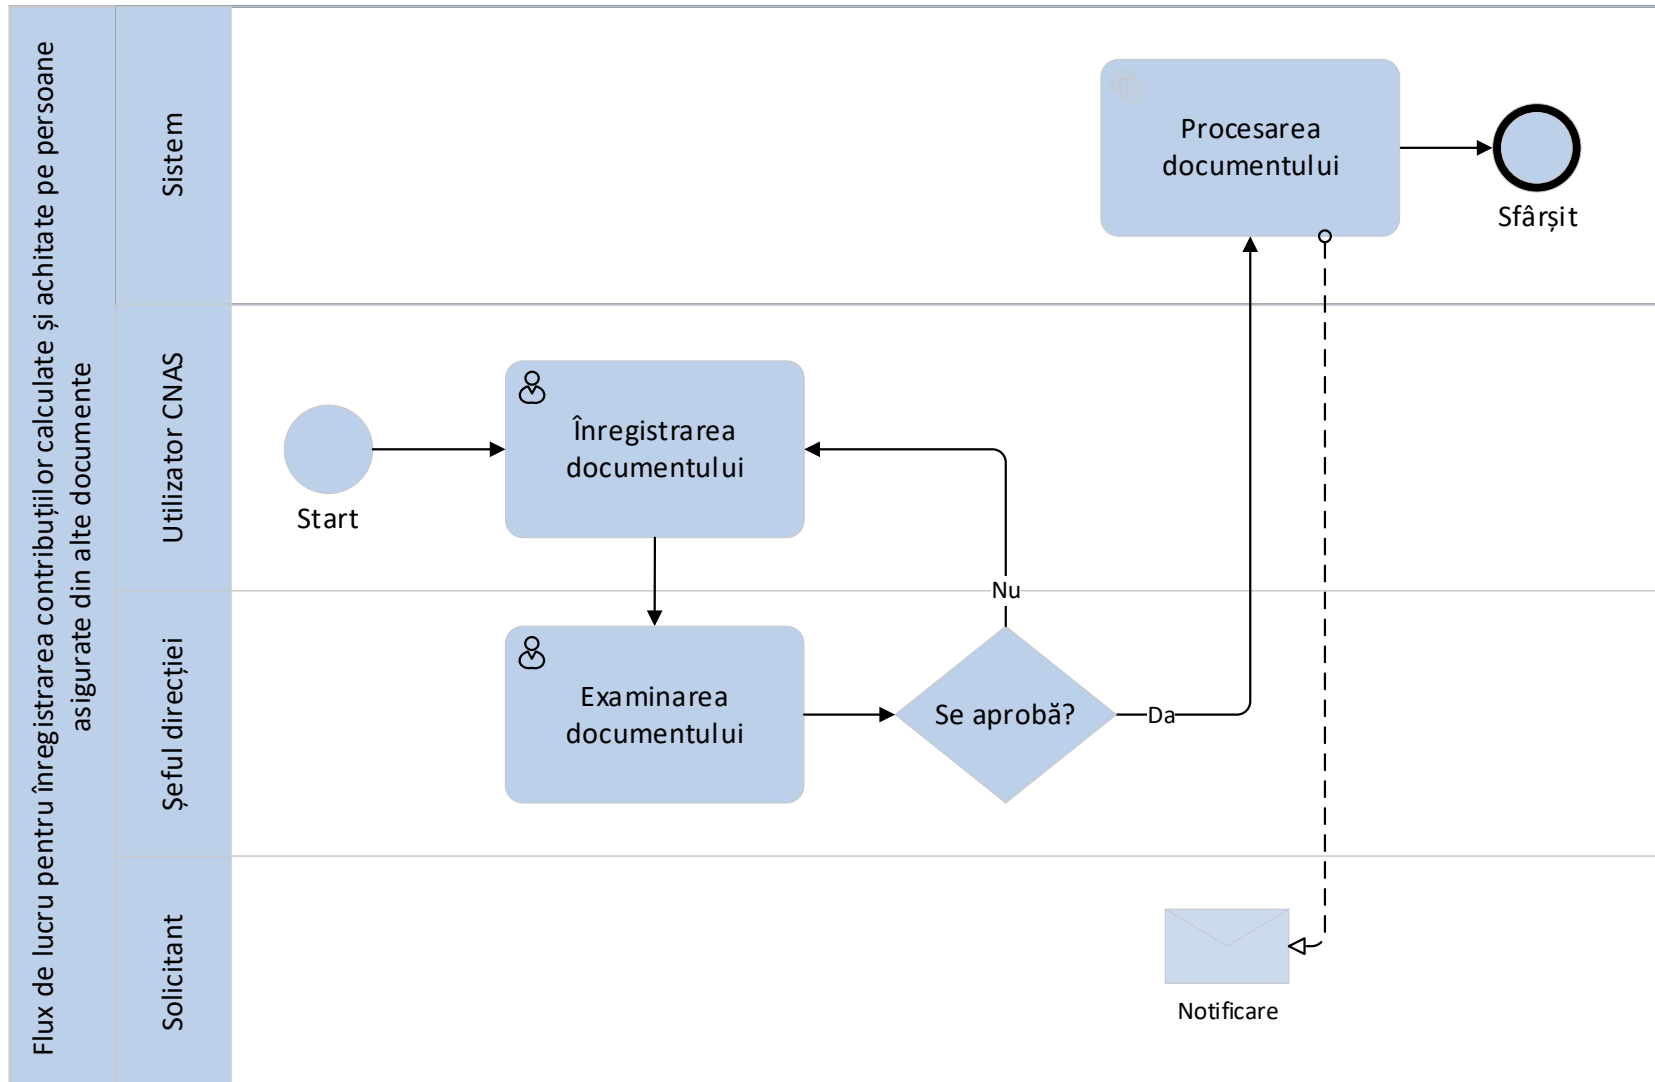 Flux de lucru pentru înregistrarea contribuțiilor calculate și achitate pe persoane
asigurate din alte documente
Sistem
Procesarea
documentului
Sfârșit
Utilizator CNAS
Start
Înregistrarea
documentului
Nu
Șeful direcției
Examinarea
documentului
Se aprobă?
Da
Solicitant
Notificare